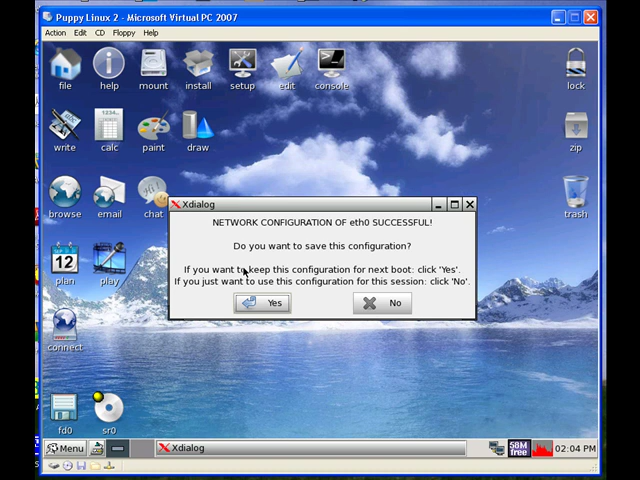 Puppy Linux 2 - Microsoft Virtual PC 2007
Action Edit CD Floppy Help
file help mount install setup edit console lock
write calc paint draw zip
browse email chat trash
Xdialog
NETWORK CONFIGURATION OF eth0 SUCCESSFUL!
Do you want to save this configuration?
If you want to keep this configuration for next boot: click 'Yes'.
If you just want to use this configuration for this session: click 'No'.
Yes No
12
plan play
connect
fd0 sr0
Menu Xdialog 58M free 02:04 PM